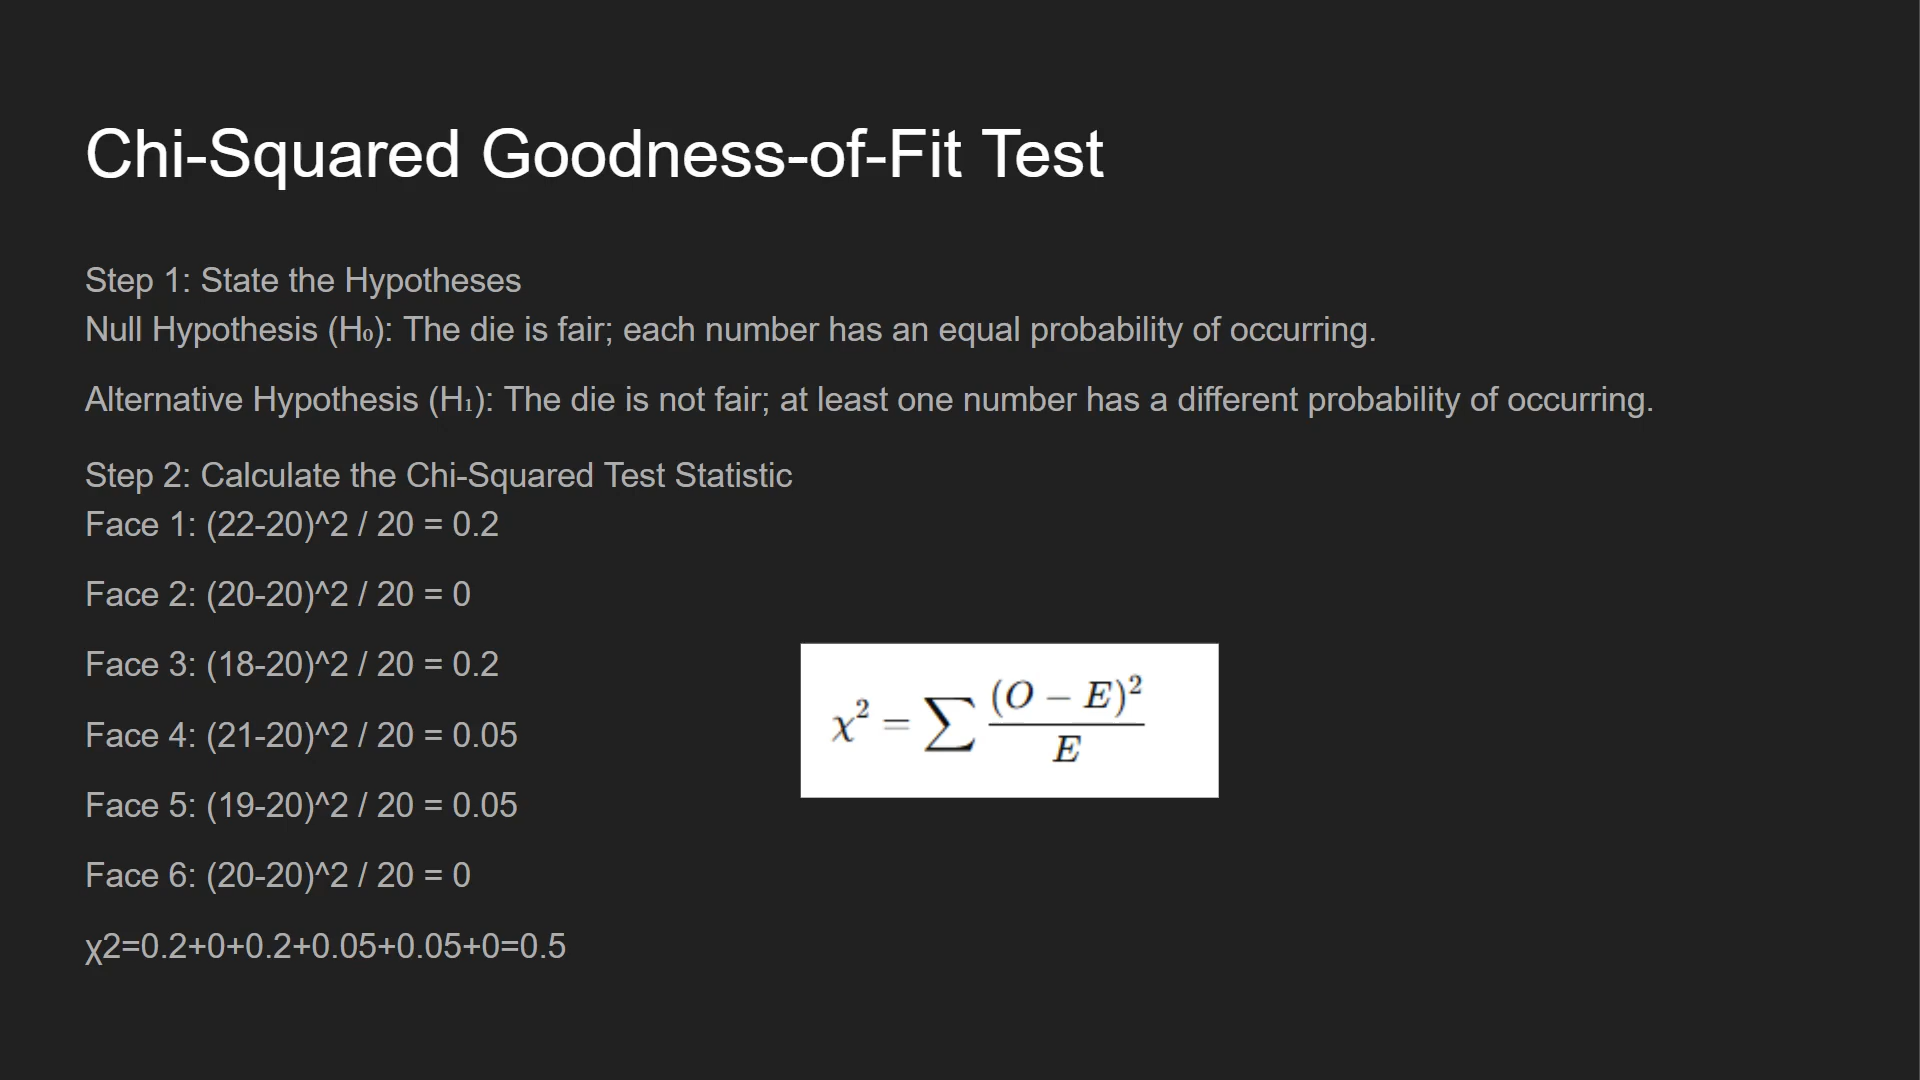 Chi-Squared Goodness-of-Fit Test
Step 1: State the Hypotheses
Null Hypothesis (H₀): The die is fair; each number has an equal probability of occurring.
Alternative Hypothesis (H₁): The die is not fair; at least one number has a different probability of occurring.
Step 2: Calculate the Chi-Squared Test Statistic
Face 1: (22-20)^2 / 20 = 0.2
Face 2: (20-20)^2 / 20 = 0
Face 3: (18-20)^2 / 20 = 0.2
Face 4: (21-20)^2 / 20 = 0.05
Face 5: (19-20)^2 / 20 = 0.05
Face 6: (20-20)^2 / 20 = 0
χ2=0.2+0+0.2+0.05+0.05+0=0.5
χ² = ∑ (O − E)² / E